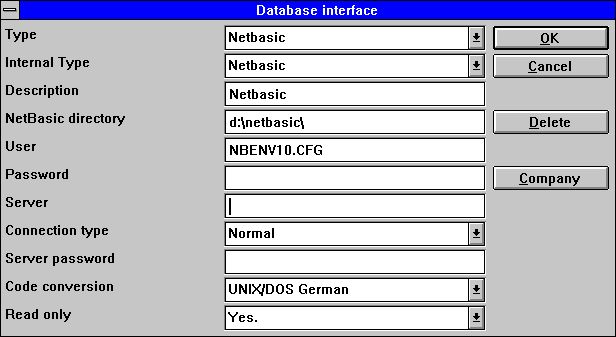 Database interface
Type Netbasic OK
Internal Type Netbasic Cancel
Description Netbasic
NetBasic directory d:\netbasic\ Delete
User NBENV10.CFG
Password Company
Server
Connection type Normal
Server password
Code conversion UNIX/DOS German
Read only Yes.